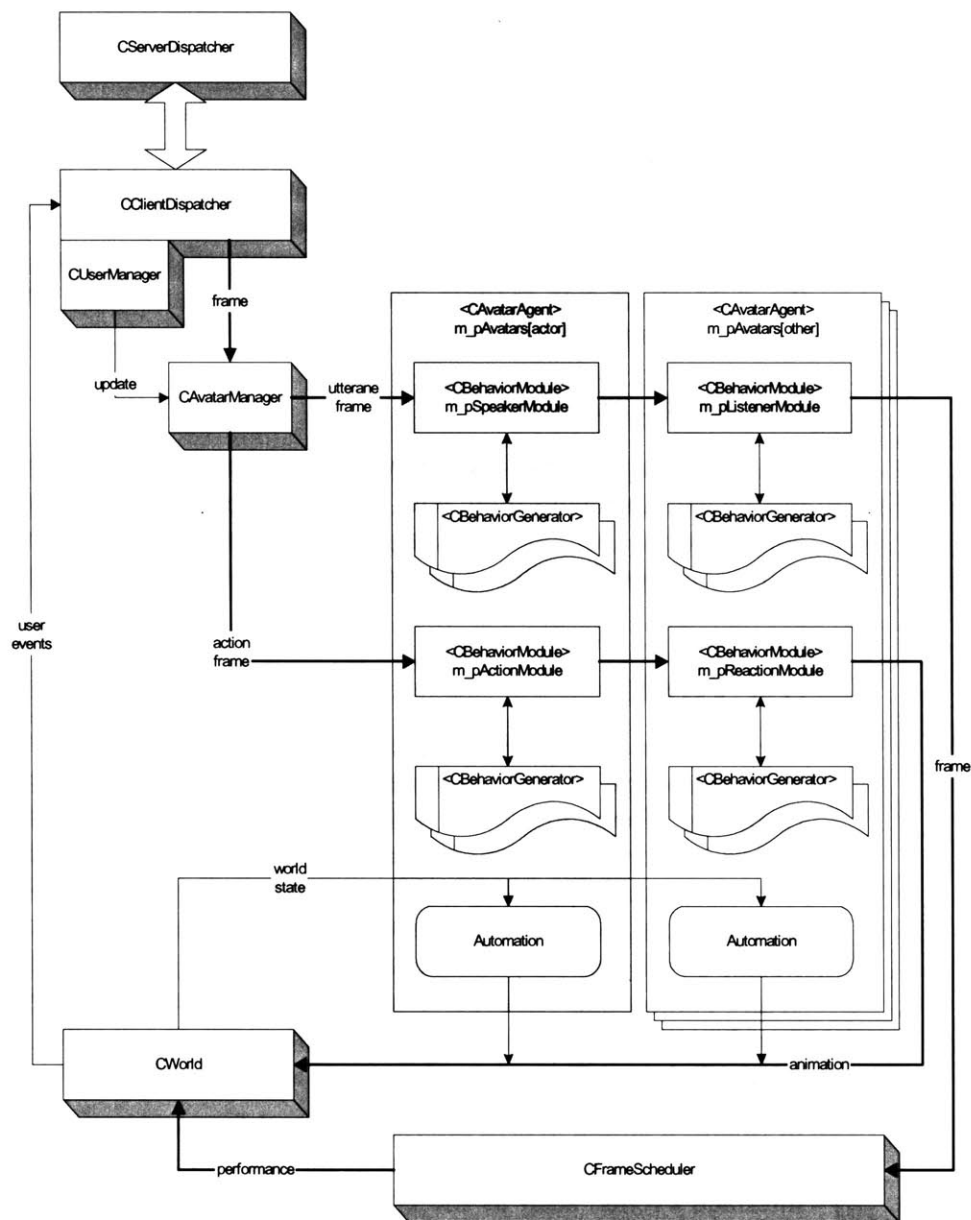 CServerDispatcher
CClientDispatcher
CUserManager
frame
update
CAvatarManager
utterane
frame
<CAvatarAgent>
m_pAvatars[actor]
<CAvatarAgent>
m_pAvatars[other]
<CBehaviorModule>
m_pSpeakerModule
<CBehaviorModule>
m_pListenerModule
<CBehaviorGenerator>
<CBehaviorGenerator>
user
events
action
frame
<CBehaviorModule>
m_pActionModule
<CBehaviorModule>
m_pReactionModule
frame
<CBehaviorGenerator>
<CBehaviorGenerator>
world
state
Automation
Automation
CWorld
animation
performance
CFrameScheduler